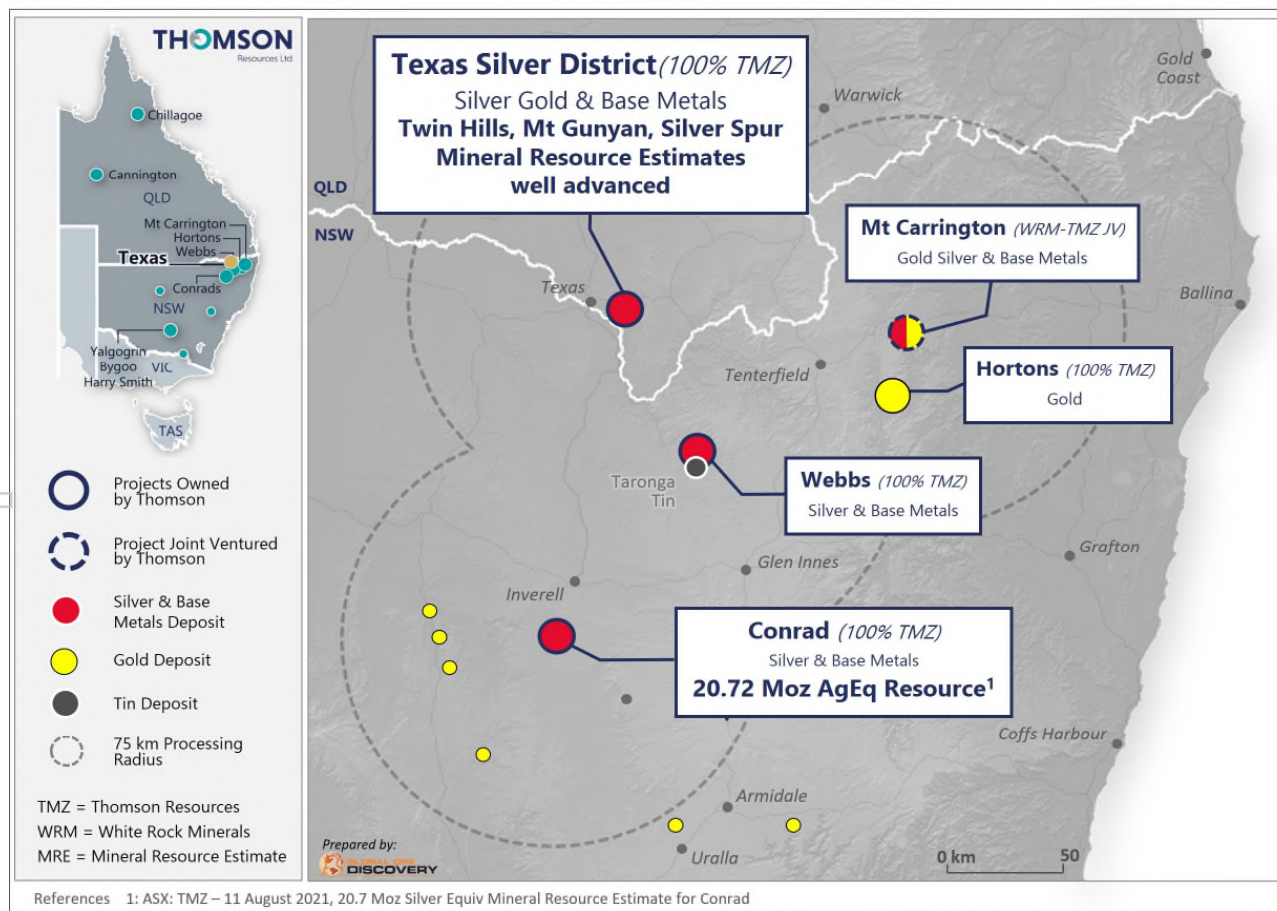 THOMSON
Resources Ltd
Chillagoe
Cannington
QLD
Mt Carrington
Hortons
Webbs
Texas
Conrads
NSW
Yalgogrin
Bygoo
Harry Smith
VIC
TAS
Projects Owned
by Thomson
Project Joint Ventured
by Thomson
Silver & Base
Metals Deposit
Gold Deposit
Tin Deposit
75 km Processing
Radius
TMZ = Thomson Resources
WRM = White Rock Minerals
MRE = Mineral Resource Estimate
Texas Silver District (100% TMZ)
Silver Gold & Base Metals
Twin Hills, Mt Gunyan, Silver Spur
Mineral Resource Estimates
well advanced
Gold
Coast
Warwick
QLD
NSW
Mt Carrington (WRM-TMZ JV)
Gold Silver & Base Metals
Texas
Ballina
Tenterfield
Hortons (100% TMZ)
Gold
Taronga
Tin
Webbs (100% TMZ)
Silver & Base Metals
Glen Innes
Grafton
Inverell
Conrad (100% TMZ)
Silver & Base Metals
20.72 Moz AgEq Resource¹
Coffs Harbour
Armidale
Uralla
Prepared by:
GLOBAL ORE
DISCOVERY
0 km 50
References 1: ASX: TMZ – 11 August 2021, 20.7 Moz Silver Equiv Mineral Resource Estimate for Conrad